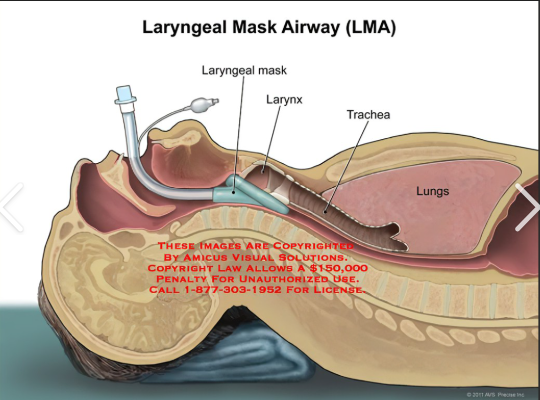 Laryngeal Mask Airway (LMA)
Laryngeal mask
Larynx
Trachea
Lungs
These Images Are Copyrighted
By Amicus Visual Solutions.
Copyright Law Allows A $150,000
Penalty For Unauthorized Use.
Call 1-877-303-1952 For License.
© 2011 AVS Precise Inc.